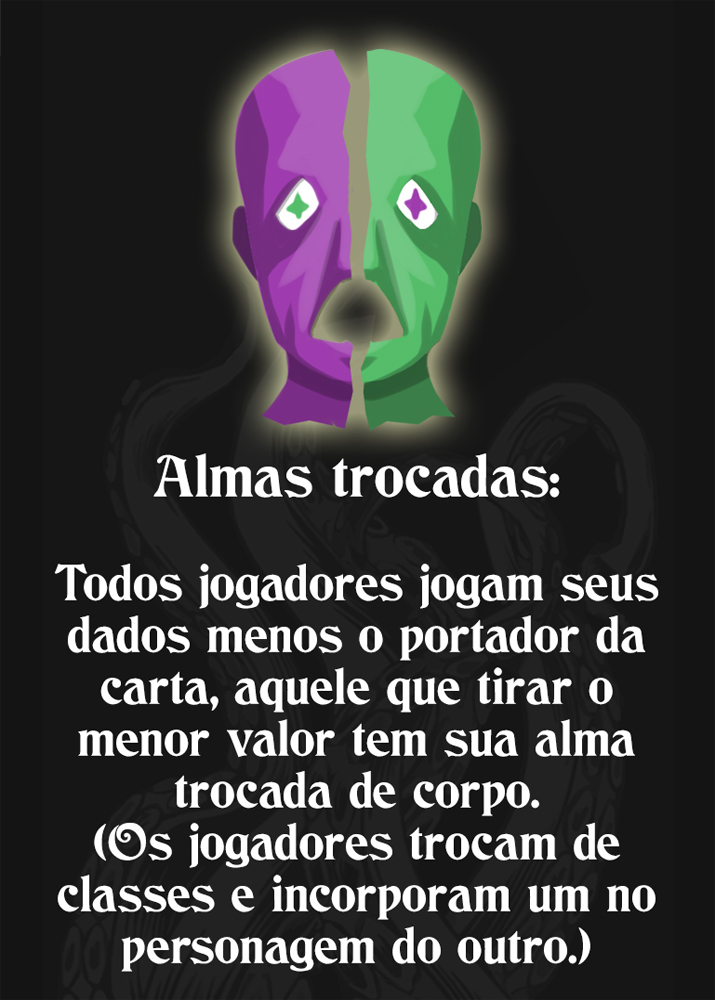 Almas trocadas:
Todos jogadores jogam seus
dados menos o portador da
carta, aquele que tirar o
menor valor tem sua alma
trocada de corpo.
(Os jogadores trocam de
classes e incorporam um no
personagem do outro.)